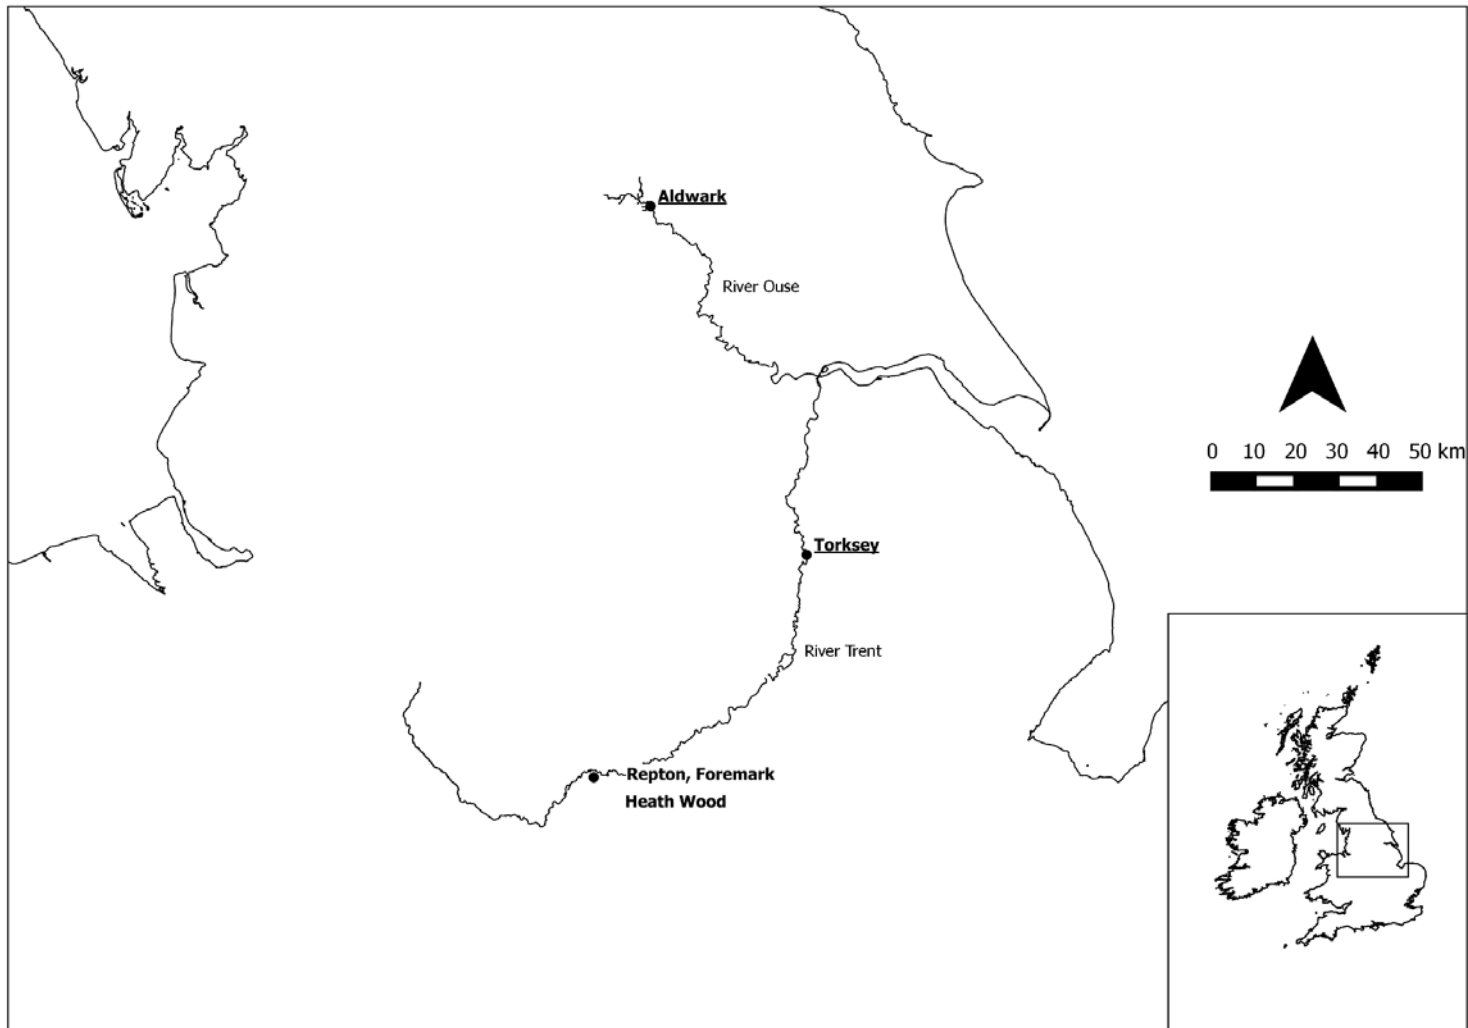 Aldwark
River Ouse
0 10 20 30 40 50 km
Torksey
River Trent
Repton, Foremark
Heath Wood